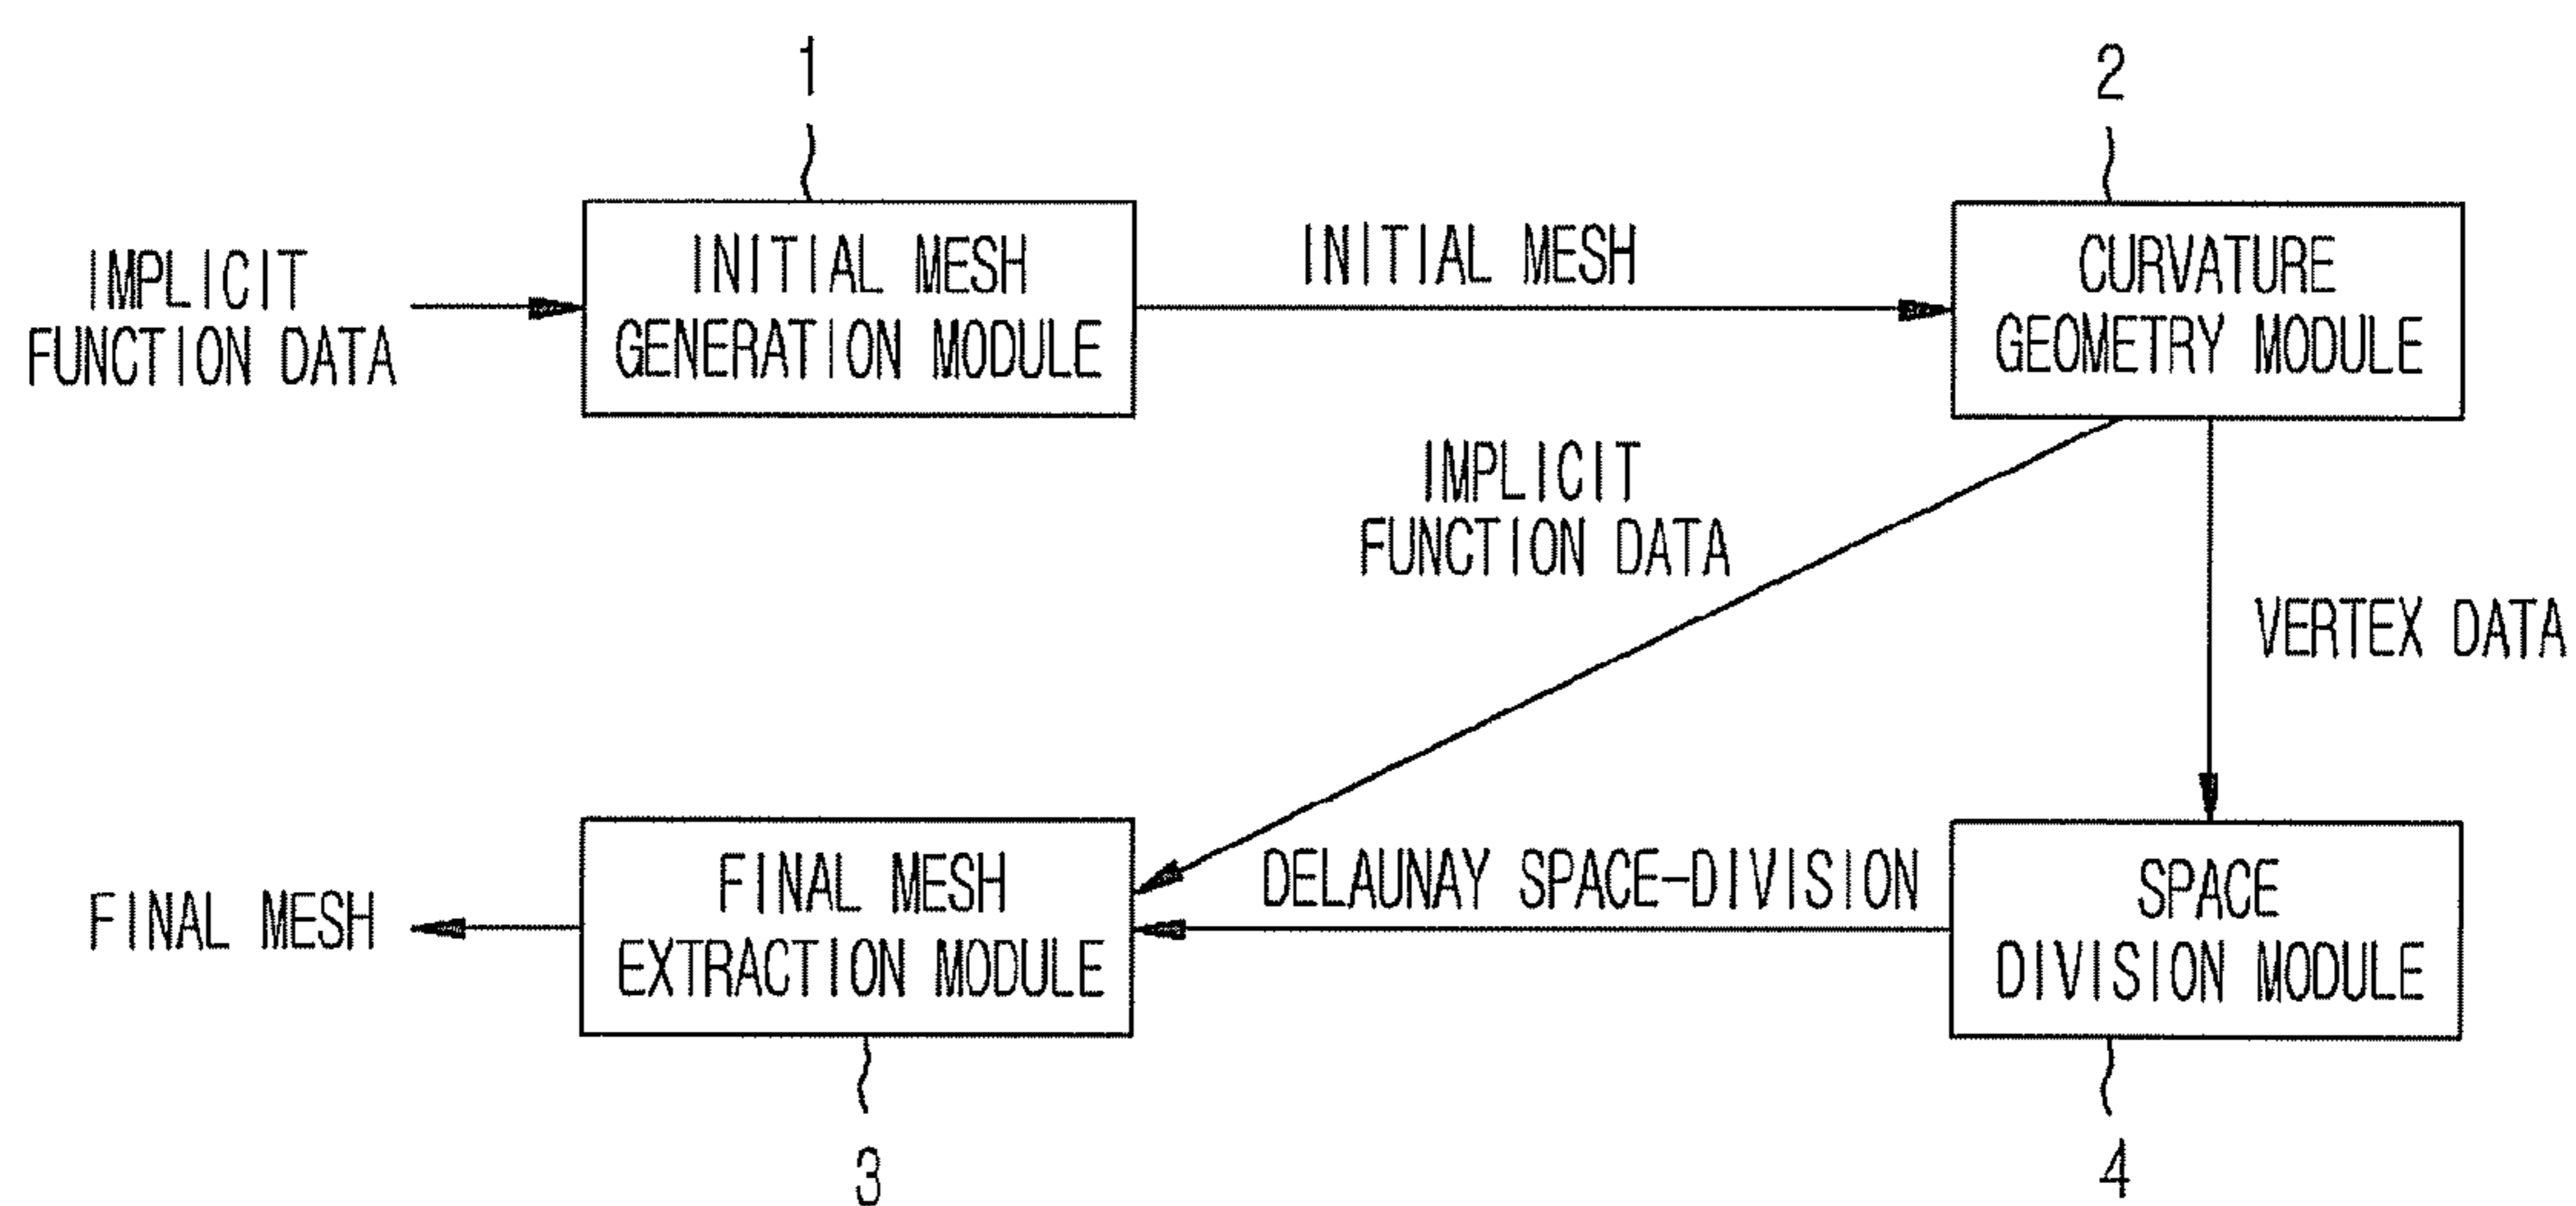 1
2
IMPLICIT
FUNCTION DATA
INITIAL MESH
GENERATION MODULE
INITIAL MESH
CURVATURE
GEOMETRY MODULE
IMPLICIT
FUNCTION DATA
VERTEX DATA
FINAL MESH
FINAL MESH
EXTRACTION MODULE
DELAUNAY SPACE-DIVISION
SPACE
DIVISION MODULE
3
4